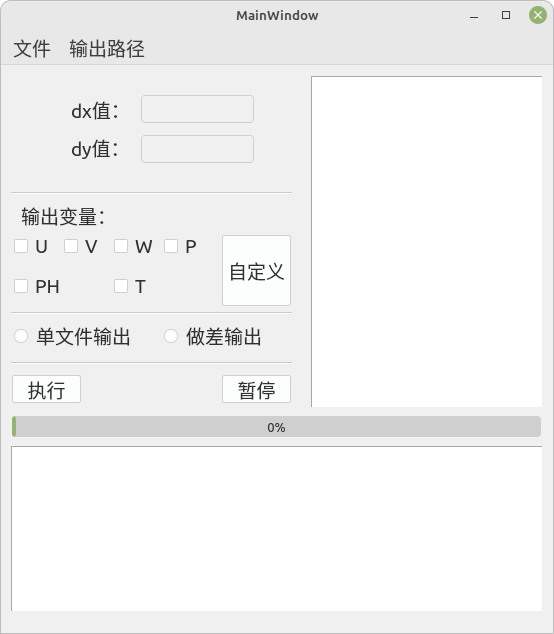 MainWindow
文件 输出路径
dx值：
dy值：
输出变量：
U V W P
自定义
PH T
单文件输出 做差输出
执行 暂停
0%